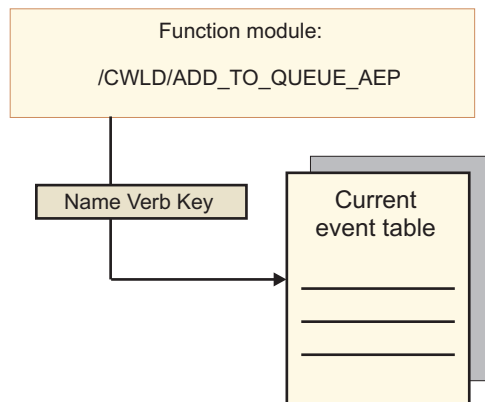 Function module:
/CWLD/ADD_TO_QUEUE_AEP
Name Verb Key
Current
event table